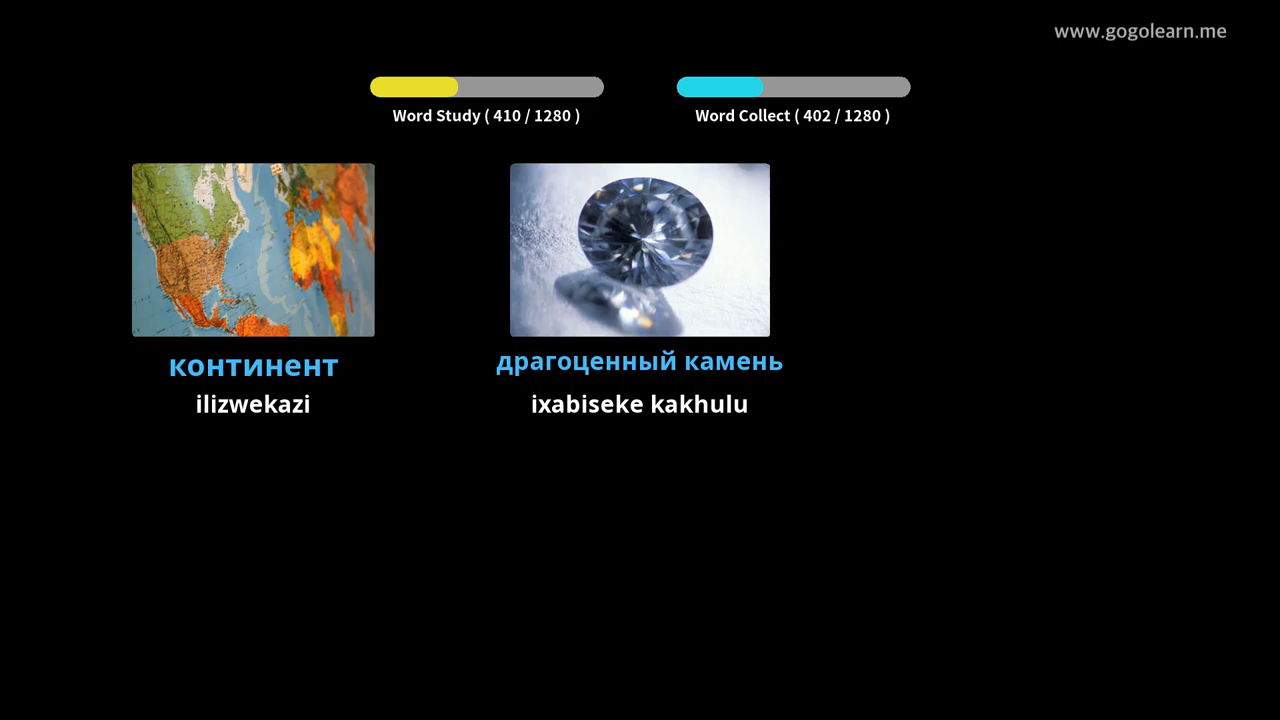 www.gogolearn.me
Word Study ( 410 / 1280 )
Word Collect ( 402 / 1280 )
континент
ilizwekazi
драгоценный камень
ixabiseke kakhulu